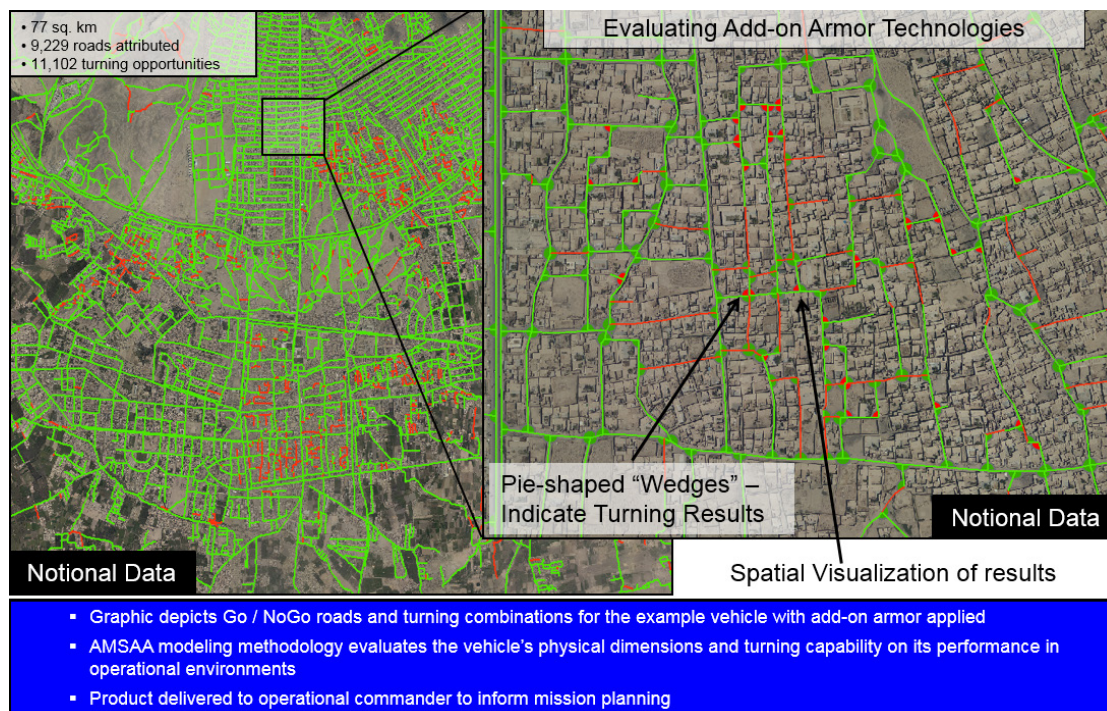 • 77 sq. km
• 9,229 roads attributed
• 11,102 turning opportunities
Evaluating Add-on Armor Technologies
Pie-shaped “Wedges” –
Indicate Turning Results
Notional Data
Notional Data
Spatial Visualization of results
▪ Graphic depicts Go / NoGo roads and turning combinations for the example vehicle with add-on armor applied
▪ AMSAA modeling methodology evaluates the vehicle’s physical dimensions and turning capability on its performance in
operational environments
▪ Product delivered to operational commander to inform mission planning